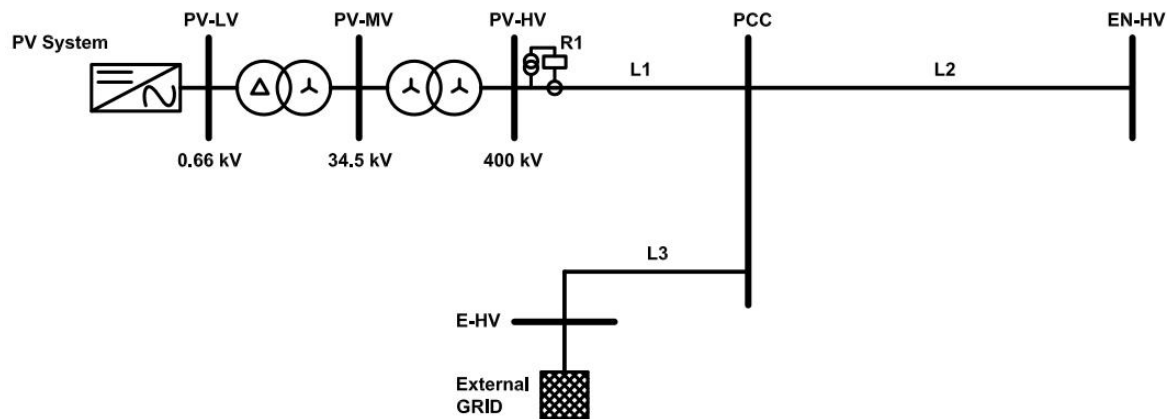 PV-LV
PV-MV
PV-HV
PCC
EN-HV
PV System
R1
L1
L2
0.66 kV
34.5 kV
400 kV
L3
E-HV
External
GRID